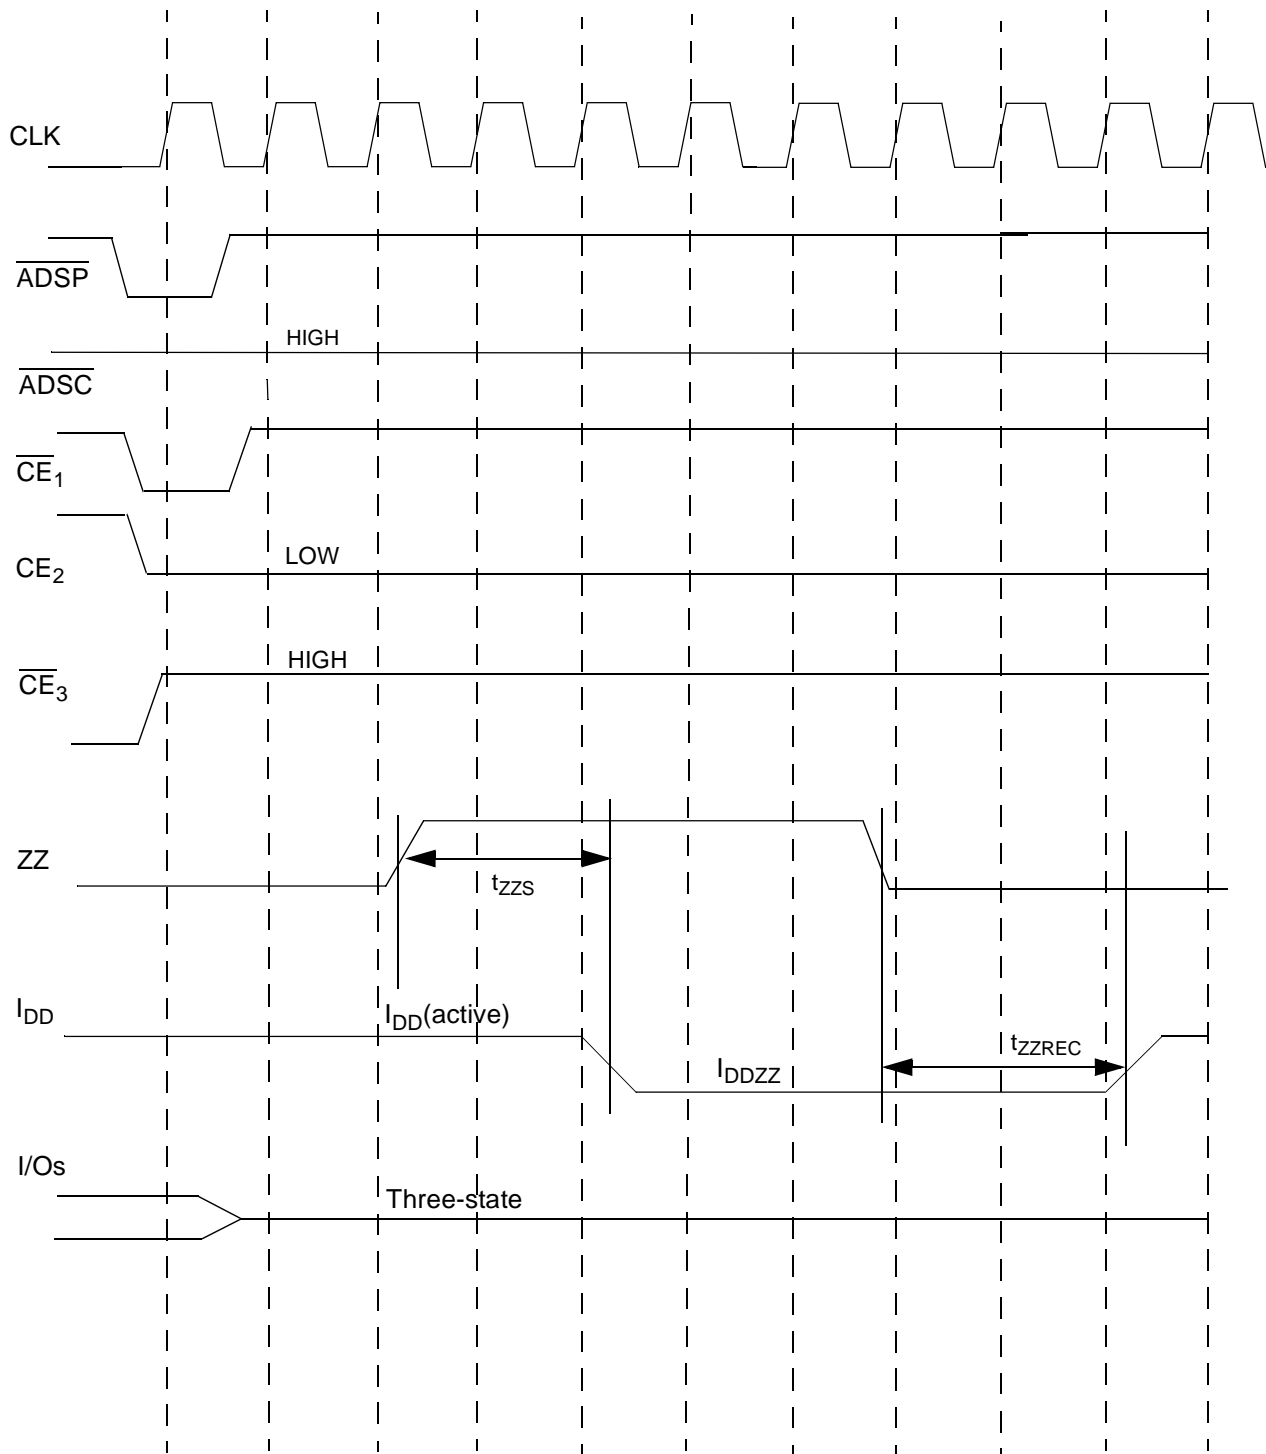 CLK
ADSP
HIGH
ADSC
CE1
LOW
CE2
HIGH
CE3
ZZ
tZZS
IDD
IDD(active)
tZZREC
IDDZZ
I/Os
Three-state